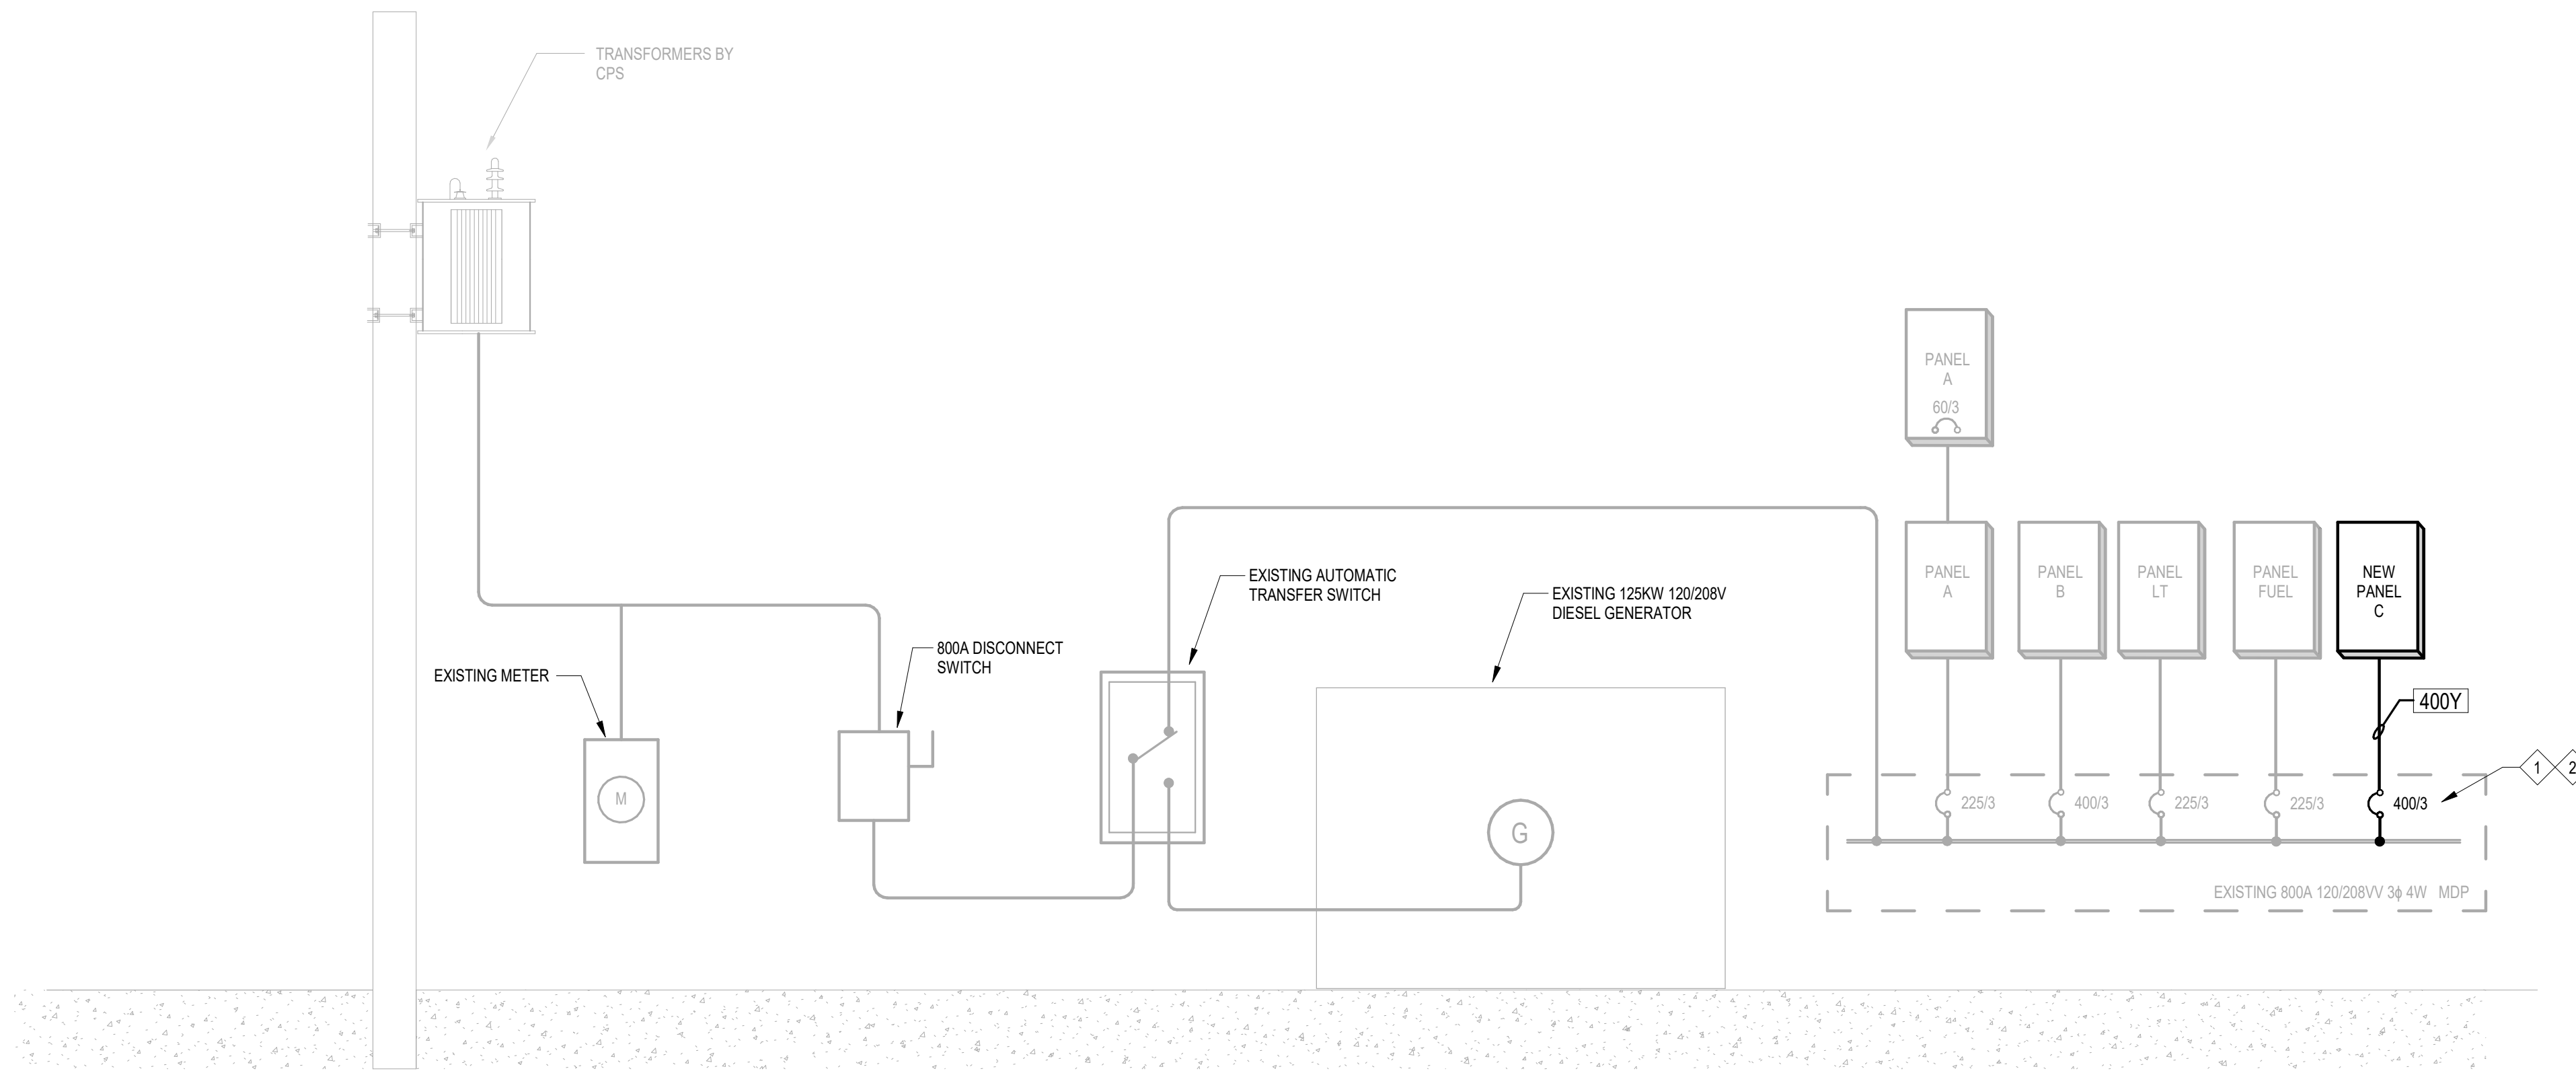 TRANSFORMERS BY
CPS
EXISTING METER
M
800A DISCONNECT
SWITCH
EXISTING AUTOMATIC
TRANSFER SWITCH
EXISTING 125KW 120/208V
DIESEL GENERATOR
G
PANEL
A
60/3
PANEL
A
PANEL
B
PANEL
LT
PANEL
FUEL
NEW
PANEL
C
400Y
1 2
225/3
400/3
225/3
225/3
400/3
EXISTING 800A 120/208VV 3ϕ 4W MDP